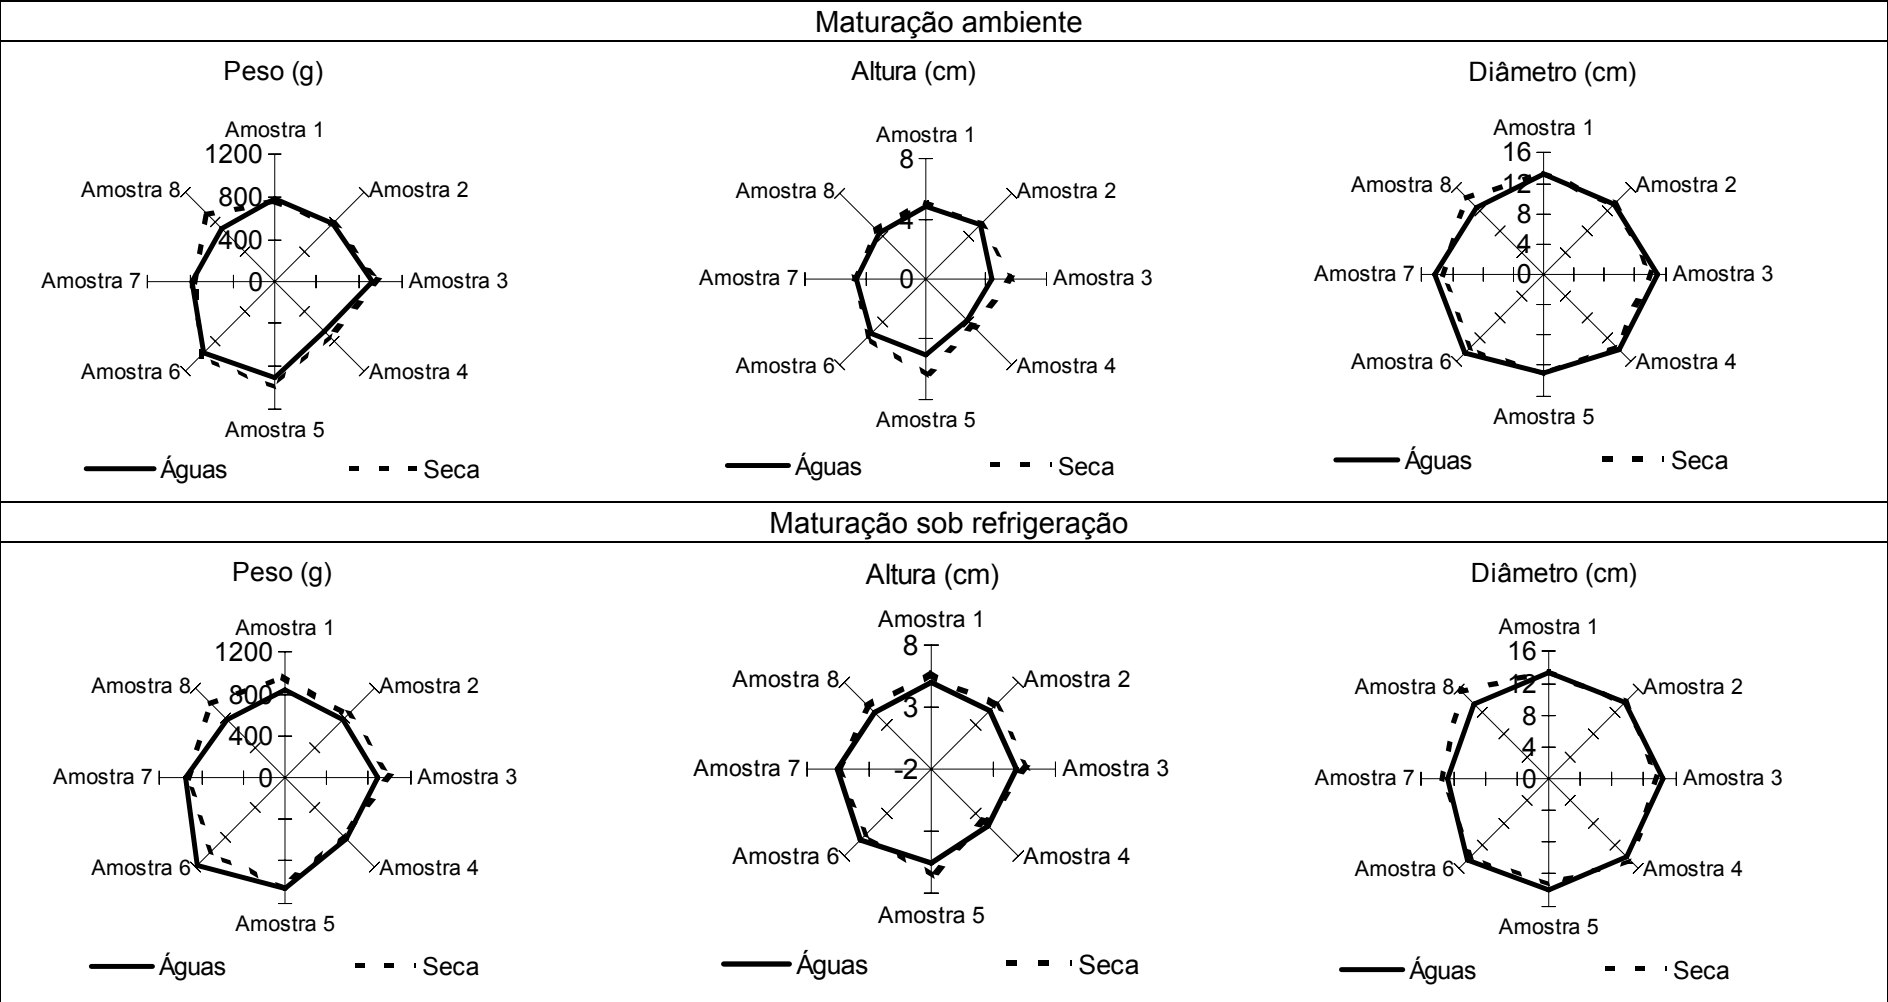 Maturação ambiente
Peso (g)
Amostra 1
1200
800
400
0
Amostra 2
Amostra 3
Amostra 4
Amostra 5
Amostra 6
Amostra 7
Amostra 8
Águas
Seca
Altura (cm)
Amostra 1
8
4
0
Amostra 2
Amostra 3
Amostra 4
Amostra 5
Amostra 6
Amostra 7
Amostra 8
Águas
Seca
Diâmetro (cm)
Amostra 1
16
12
8
4
0
Amostra 2
Amostra 3
Amostra 4
Amostra 5
Amostra 6
Amostra 7
Amostra 8
Águas
Seca
Maturação sob refrigeração
Peso (g)
Amostra 1
1200
800
400
0
Amostra 2
Amostra 3
Amostra 4
Amostra 5
Amostra 6
Amostra 7
Amostra 8
Águas
Seca
Altura (cm)
Amostra 1
8
3
-2
Amostra 2
Amostra 3
Amostra 4
Amostra 5
Amostra 6
Amostra 7
Amostra 8
Águas
Seca
Diâmetro (cm)
Amostra 1
16
12
8
4
0
Amostra 2
Amostra 3
Amostra 4
Amostra 5
Amostra 6
Amostra 7
Amostra 8
Águas
Seca